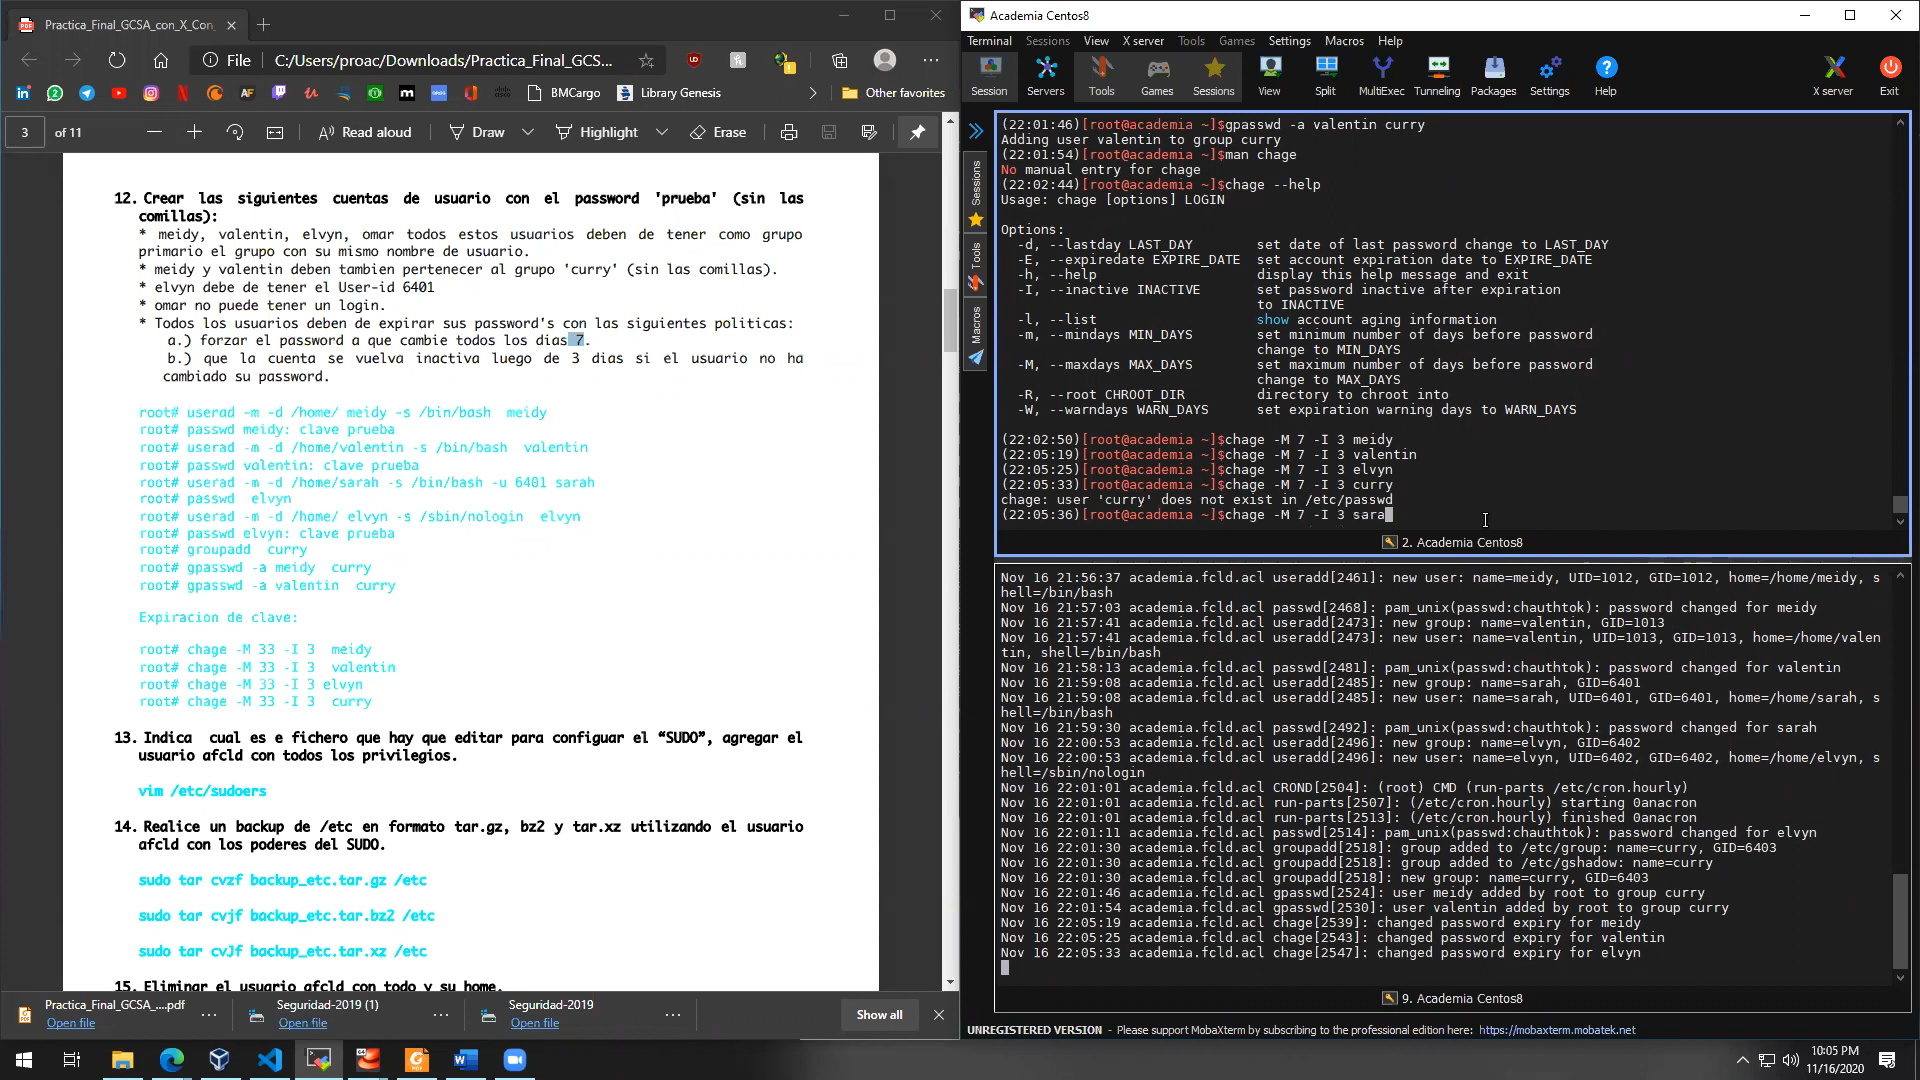 Practica_Final_GCSA_con_X_Con
File
C:/Users/proac/Downloads/Practica_Final_GCS...
BMCargo
Library Genesis
Other favorites
3 of 11
Read aloud
Draw
Highlight
Erase
12. Crear las siguientes cuentas de usuario con el password 'prueba' (sin las
comillas):
* meidy, valentin, elvyn, omar todos estos usuarios deben de tener como grupo
primario el grupo con su mismo nombre de usuario.
* meidy y valentin deben tambien pertenecer al grupo 'curry' (sin las comillas).
* elvyn debe de tener el User-id 6401
* omar no puede tener un login.
* Todos los usuarios deben de expirar sus password's con las siguientes politicas:
a.) forzar el password a que cambie todos los dias 7.
b.) que la cuenta se vuelva inactiva luego de 3 dias si el usuario no ha
cambiado su password.
root# userad -m -d /home/ meidy -s /bin/bash meidy
root# passwd meidy: clave prueba
root# userad -m -d /home/valentin -s /bin/bash valentin
root# passwd valentin: clave prueba
root# userad -m -d /home/sarah -s /bin/bash -u 6401 sarah
root# passwd elvyn
root# userad -m -d /home/ elvyn -s /sbin/nologin elvyn
root# passwd elvyn: clave prueba
root# groupadd curry
root# gpasswd -a meidy curry
root# gpasswd -a valentin curry
Expiracion de clave:
root# chage -M 33 -I 3 meidy
root# chage -M 33 -I 3 valentin
root# chage -M 33 -I 3 elvyn
root# chage -M 33 -I 3 curry
13. Indica cual es e fichero que hay que editar para configuar el “SUDO”, agregar el
usuario afcld con todos los privilegios.
vim /etc/sudoers
14. Realice un backup de /etc en formato tar.gz, bz2 y tar.xz utilizando el usuario
afcld con los poderes del SUDO.
sudo tar cvzf backup_etc.tar.gz /etc
sudo tar cvjf backup_etc.tar.bz2 /etc
sudo tar cvJf backup_etc.tar.xz /etc
15. Eliminar el usuario afcld con todo y su home.
Practica_Final_GCSA_....pdf
Open file
Seguridad-2019 (1)
Open file
Seguridad-2019
Open file
Show all
Academia Centos8
Terminal Sessions View X server Tools Games Settings Macros Help
Session Servers Tools Games Sessions View Split MultiExec Tunneling Packages Settings Help X server Exit
Sessions
Tools
Macros
(22:01:46)[root@academia ~]$gpasswd -a valentin curry
Adding user valentin to group curry
(22:01:54)[root@academia ~]$man chage
No manual entry for chage
(22:02:44)[root@academia ~]$chage --help
Usage: chage [options] LOGIN
Options:
-d, --lastday LAST_DAY set date of last password change to LAST_DAY
-E, --expiredate EXPIRE_DATE set account expiration date to EXPIRE_DATE
-h, --help display this help message and exit
-I, --inactive INACTIVE set password inactive after expiration
to INACTIVE
-l, --list show account aging information
-m, --mindays MIN_DAYS set minimum number of days before password
change to MIN_DAYS
-M, --maxdays MAX_DAYS set maximum number of days before password
change to MAX_DAYS
-R, --root CHROOT_DIR directory to chroot into
-W, --warndays WARN_DAYS set expiration warning days to WARN_DAYS
(22:02:50)[root@academia ~]$chage -M 7 -I 3 meidy
(22:05:19)[root@academia ~]$chage -M 7 -I 3 valentin
(22:05:25)[root@academia ~]$chage -M 7 -I 3 elvyn
(22:05:33)[root@academia ~]$chage -M 7 -I 3 curry
chage: user 'curry' does not exist in /etc/passwd
(22:05:36)[root@academia ~]$chage -M 7 -I 3 sara
2. Academia Centos8
Nov 16 21:56:37 academia.fcld.acl useradd[2461]: new user: name=meidy, UID=1012, GID=1012, home=/home/meidy, s
hell=/bin/bash
Nov 16 21:57:03 academia.fcld.acl passwd[2468]: pam_unix(passwd:chauthtok): password changed for meidy
Nov 16 21:57:41 academia.fcld.acl useradd[2473]: new group: name=valentin, GID=1013
Nov 16 21:57:41 academia.fcld.acl useradd[2473]: new user: name=valentin, UID=1013, GID=1013, home=/home/valen
tin, shell=/bin/bash
Nov 16 21:58:13 academia.fcld.acl passwd[2481]: pam_unix(passwd:chauthtok): password changed for valentin
Nov 16 21:59:08 academia.fcld.acl useradd[2485]: new group: name=sarah, GID=6401
Nov 16 21:59:08 academia.fcld.acl useradd[2485]: new user: name=sarah, UID=6401, GID=6401, home=/home/sarah, s
hell=/bin/bash
Nov 16 21:59:30 academia.fcld.acl passwd[2492]: pam_unix(passwd:chauthtok): password changed for sarah
Nov 16 22:00:53 academia.fcld.acl useradd[2496]: new group: name=elvyn, GID=6402
Nov 16 22:00:53 academia.fcld.acl useradd[2496]: new user: name=elvyn, UID=6402, GID=6402, home=/home/elvyn, s
hell=/sbin/nologin
Nov 16 22:01:01 academia.fcld.acl CROND[2504]: (root) CMD (run-parts /etc/cron.hourly)
Nov 16 22:01:01 academia.fcld.acl run-parts[2507]: (/etc/cron.hourly) starting 0anacron
Nov 16 22:01:01 academia.fcld.acl run-parts[2513]: (/etc/cron.hourly) finished 0anacron
Nov 16 22:01:11 academia.fcld.acl passwd[2514]: pam_unix(passwd:chauthtok): password changed for elvyn
Nov 16 22:01:30 academia.fcld.acl groupadd[2518]: group added to /etc/group: name=curry, GID=6403
Nov 16 22:01:30 academia.fcld.acl groupadd[2518]: group added to /etc/gshadow: name=curry
Nov 16 22:01:30 academia.fcld.acl groupadd[2518]: new group: name=curry, GID=6403
Nov 16 22:01:46 academia.fcld.acl gpasswd[2524]: user meidy added by root to group curry
Nov 16 22:01:54 academia.fcld.acl gpasswd[2530]: user valentin added by root to group curry
Nov 16 22:05:19 academia.fcld.acl chage[2539]: changed password expiry for meidy
Nov 16 22:05:25 academia.fcld.acl chage[2543]: changed password expiry for valentin
Nov 16 22:05:33 academia.fcld.acl chage[2547]: changed password expiry for elvyn
9. Academia Centos8
UNREGISTERED VERSION - Please support MobaXterm by subscribing to the professional edition here: https://mobaxterm.mobatek.net
10:05 PM
11/16/2020